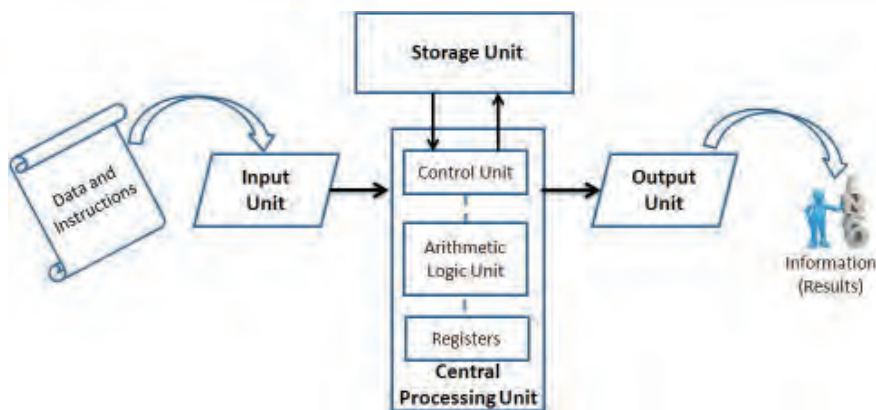 Storage Unit
Data and
Instructions
Input
Unit
Control Unit
Arithmetic
Logic Unit
Registers
Central
Processing Unit
Output
Unit
Information
(Results)